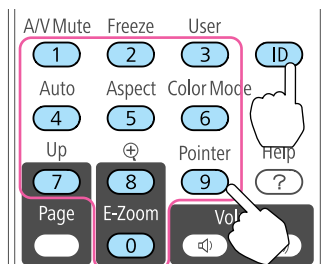 A/V Mute Freeze User
1 2 3 ID
Auto Aspect Color Mode
4 5 6
Up Pointer Help
7 8 9 ?
Page E-Zoom
0